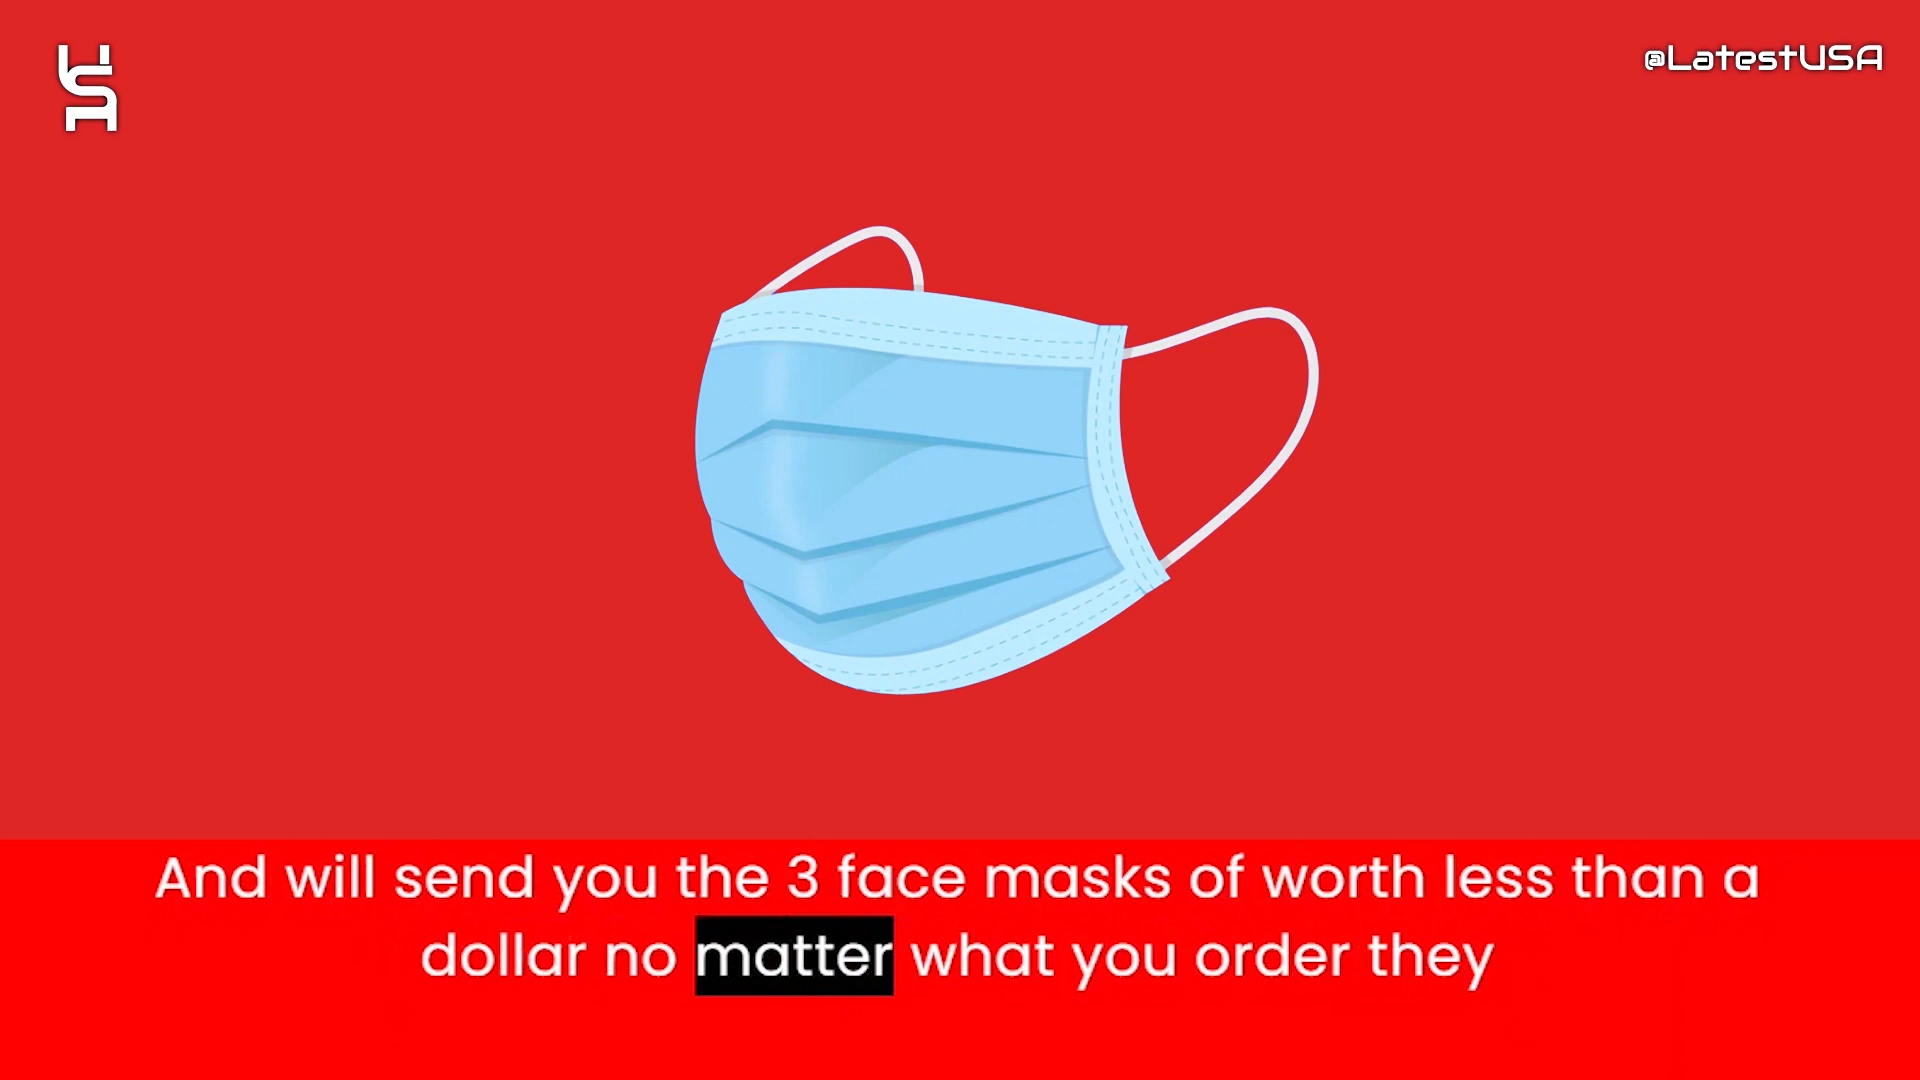 USA
@LatestUSA
And will send you the 3 face masks of worth less than a
dollar no matter what you order they